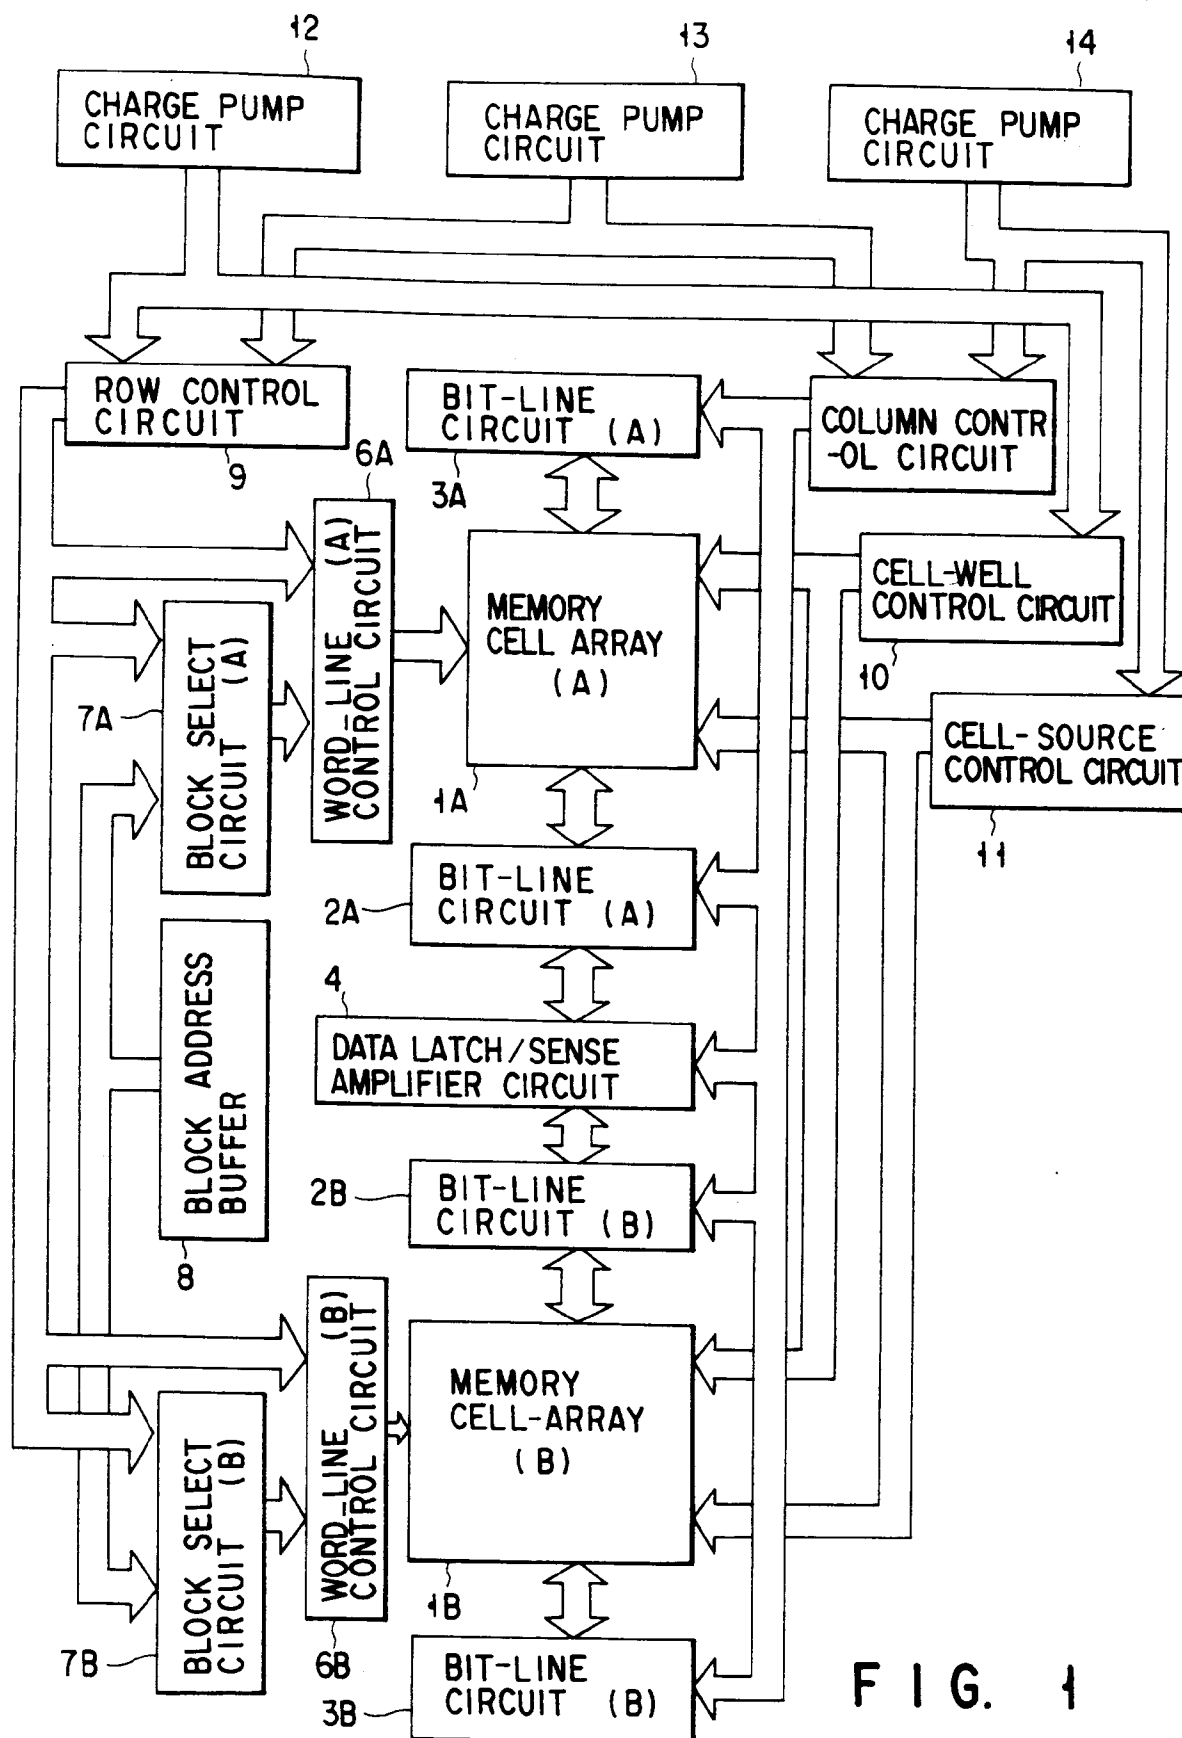 12
13
14
CHARGE PUMP
CIRCUIT
CHARGE PUMP
CIRCUIT
CHARGE PUMP
CIRCUIT
ROW CONTROL
CIRCUIT
9
BIT-LINE
CIRCUIT (A)
3A
COLUMN CONTR
-OL CIRCUIT
6A
WORD-LINE (A)
CONTROL CIRCUIT
MEMORY
CELL ARRAY
(A)
1A
CELL-WELL
CONTROL CIRCUIT
10
BLOCK SELECT
CIRCUIT (A)
7A
CELL-SOURCE
CONTROL CIRCUIT
11
BIT-LINE
CIRCUIT (A)
2A
BLOCK ADDRESS
BUFFER
8
4
DATA LATCH/SENSE
AMPLIFIER CIRCUIT
BIT-LINE
CIRCUIT (B)
2B
WORD-LINE (B)
CONTROL CIRCUIT
6B
MEMORY
CELL-ARRAY
(B)
1B
BLOCK SELECT
CIRCUIT (B)
7B
BIT-LINE
CIRCUIT (B)
3B
FIG. 1